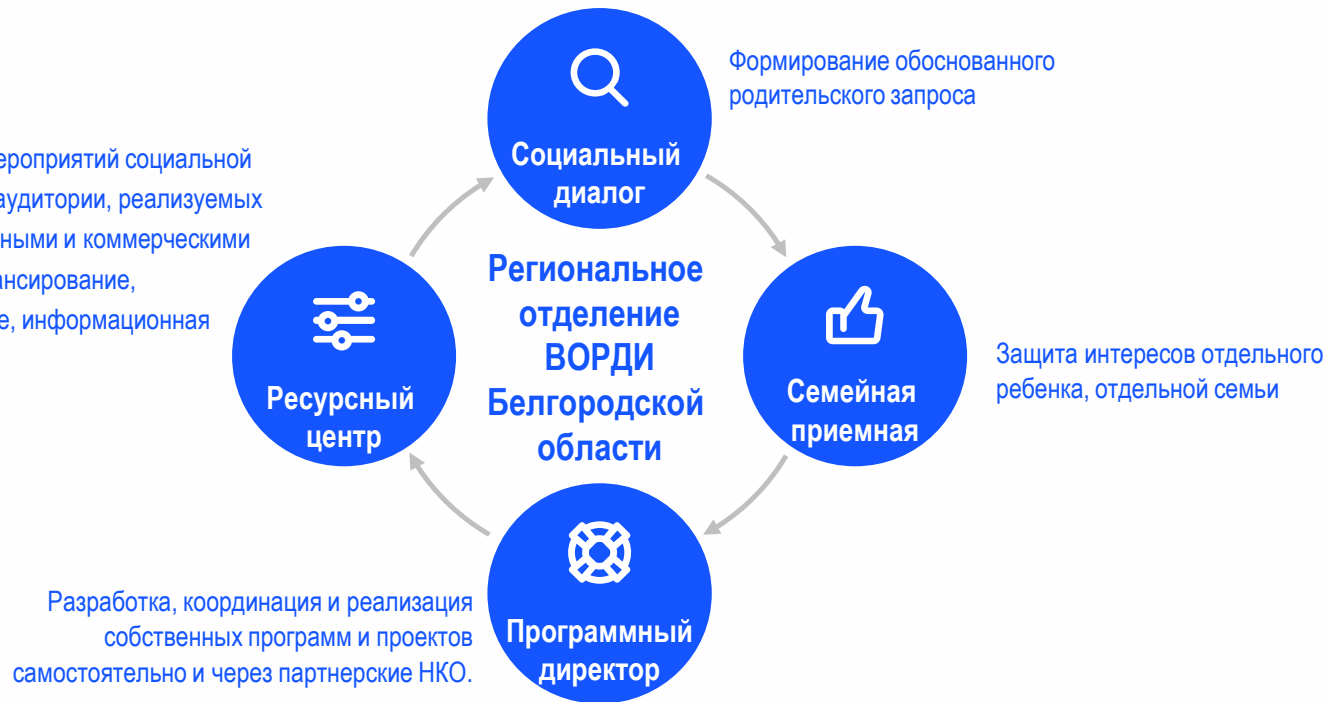 Формирование обоснованного
родительского запроса
Социальный
диалог
мероприятий социальной
аудитории, реализуемых
ными и коммерческими
ансирование,
е, информационная
Ресурсный
центр
Региональное
отделение
ВОРДИ
Белгородской
области
Семейная
приемная
Защита интересов отдельного
ребенка, отдельной семьи
Программный
директор
Разработка, координация и реализация
собственных программ и проектов
самостоятельно и через партнерские НКО.